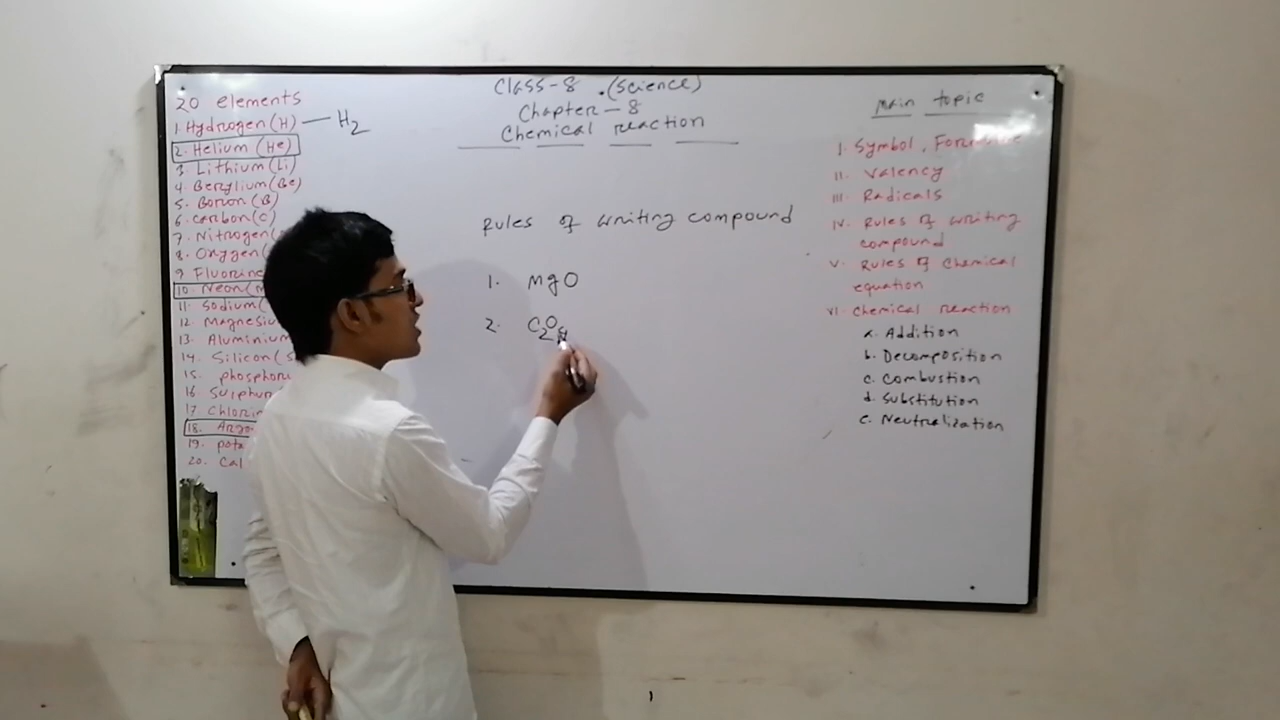 Class-8 (Science)
Chapter-8
Chemical reaction
20 elements
1. Hydrogen (H) — H2
2. Helium (He)
3. Lithium (Li)
4. Berylium (Be)
5. Boron (B)
6. carbon (C)
7. Nitrogen (
8. Oxygen (
9. Fluorine
10. Neon (
11. Sodium (
12. Magnesiu
13. Aluminium
14. Silicon (S
15. phosphoru
16. Sulphur
17. Chlorin
18. Argo
19. pota
20. Cal
Rules of writing compound
1. MgO
2. C2O4
Main topic
I. Symbol,
II. Valency
III. Radicals
IV. Rules of writing
compound
V. Rules of Chemical
equation
VI. Chemical reaction
a. Addition
b. Decomposition
c. Combustion
d. Substitution
e. Neutralization